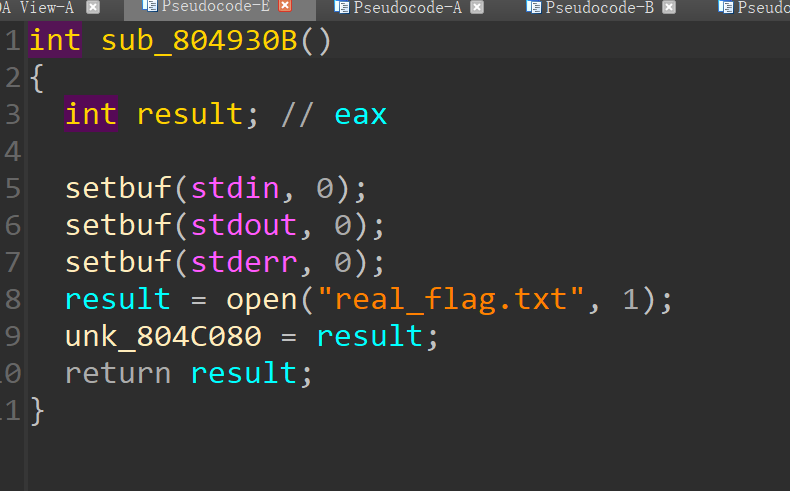 A View-A Pseudocode-E Pseudocode-A Pseudocode-B Pseudo
1 int sub_804930B()
2 {
3 int result; // eax
4
5 setbuf(stdin, 0);
6 setbuf(stdout, 0);
7 setbuf(stderr, 0);
8 result = open("real_flag.txt", 1);
9 unk_804C080 = result;
10 return result;
11 }